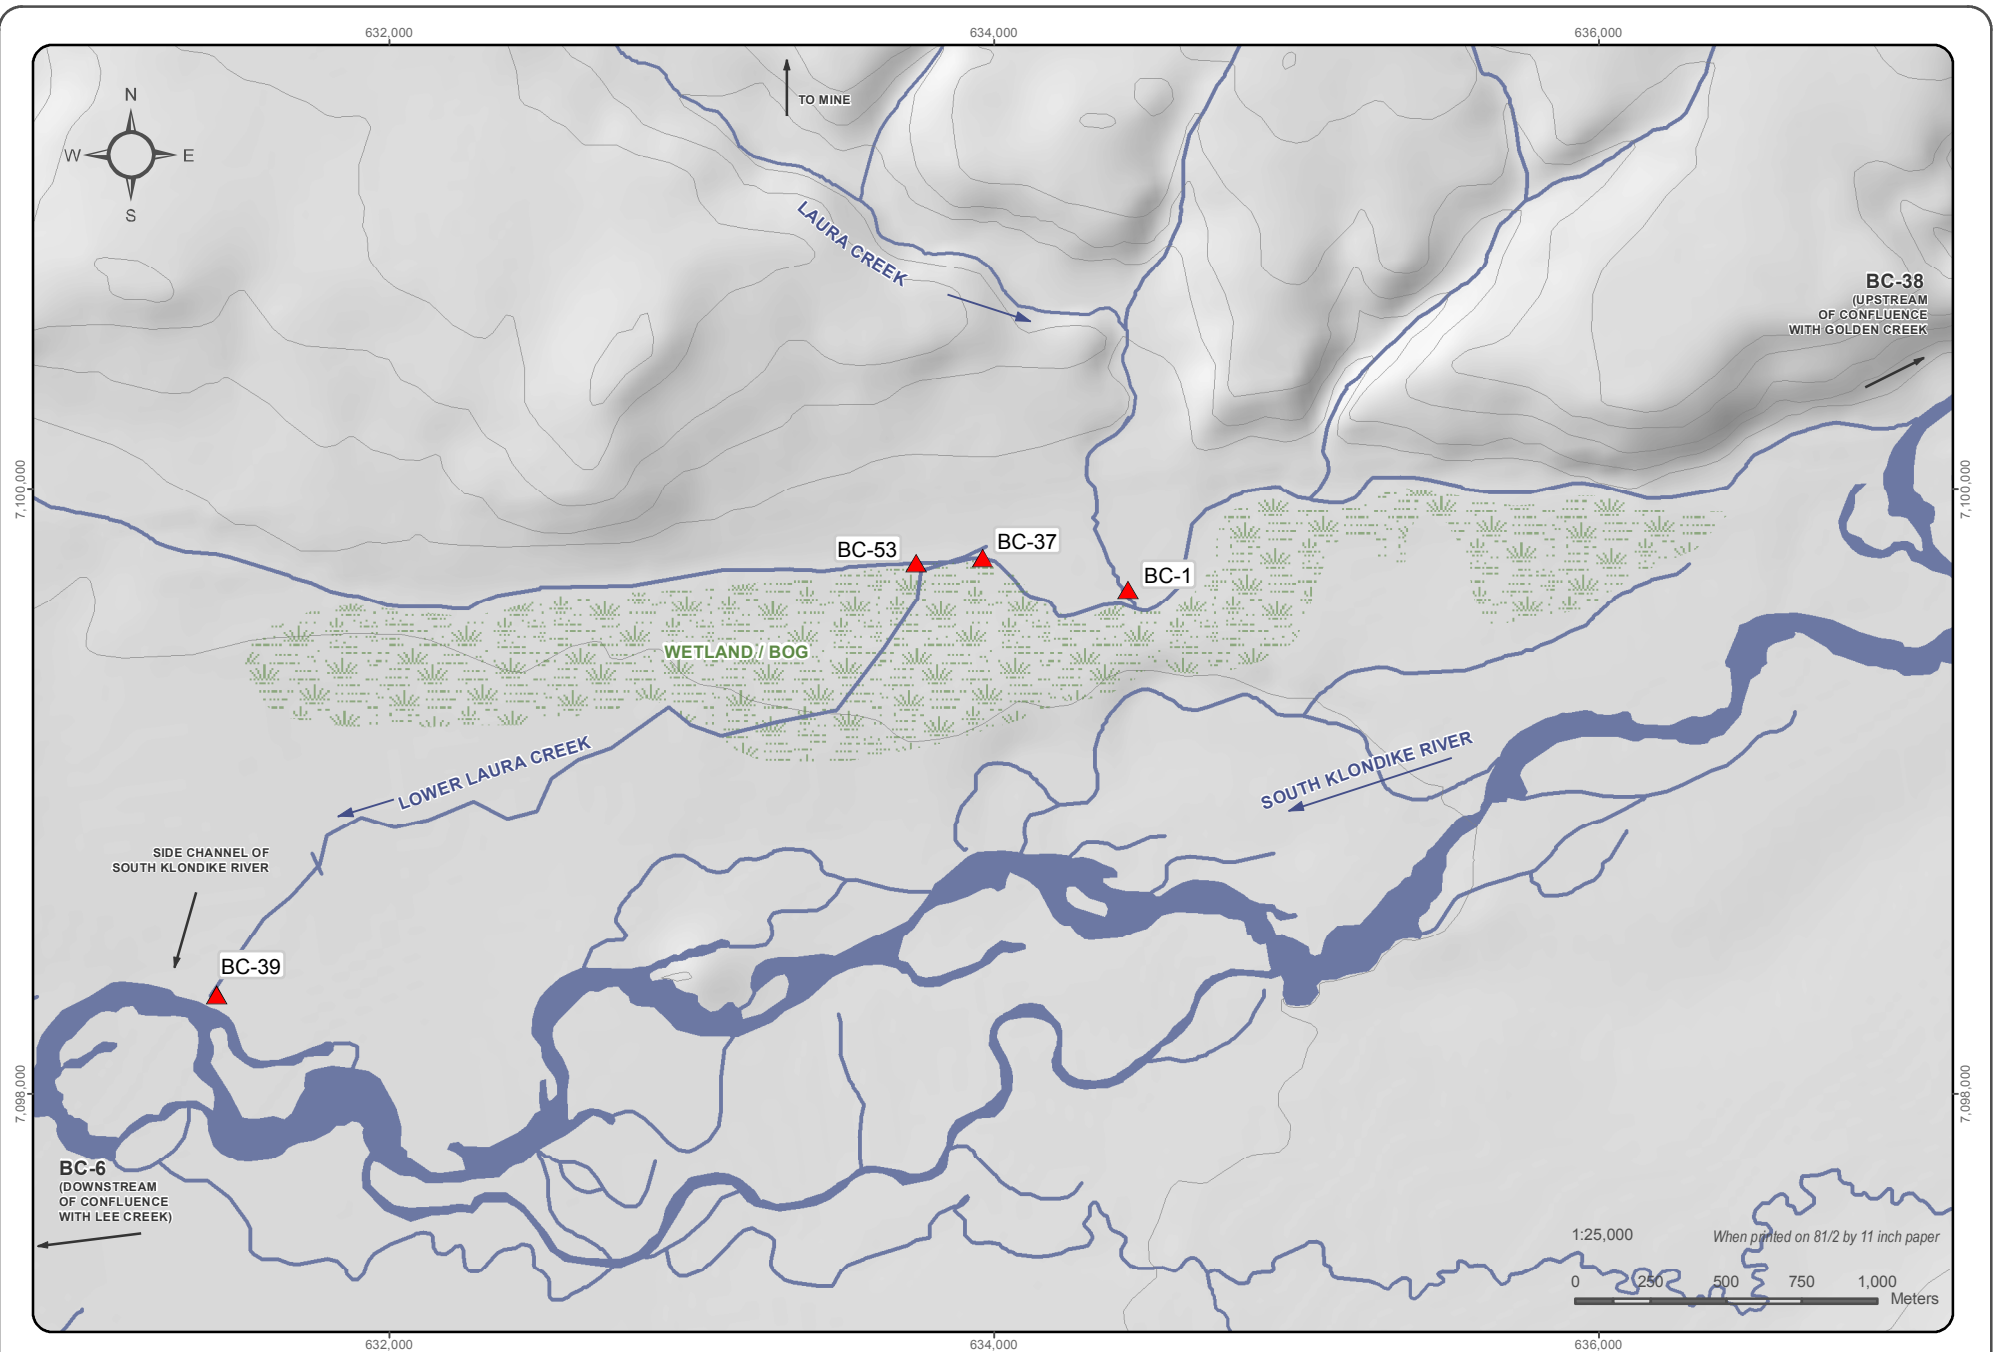 632,000
634,000
636,000
N
W
E
S
TO MINE
LAURA CREEK
BC-38
(UPSTREAM
OF CONFLUENCE
WITH GOLDEN CREEK
7,100,000
7,100,000
BC-53
BC-37
BC-1
WETLAND / BOG
LOWER LAURA CREEK
SOUTH KLONDIKE RIVER
SIDE CHANNEL OF
SOUTH KLONDIKE RIVER
BC-39
7,098,000
7,098,000
BC-6
(DOWNSTREAM
OF CONFLUENCE
WITH LEE CREEK)
1:25,000
When printed on 81/2 by 11 inch paper
0 250 500 750 1,000
Meters
632,000
634,000
636,000